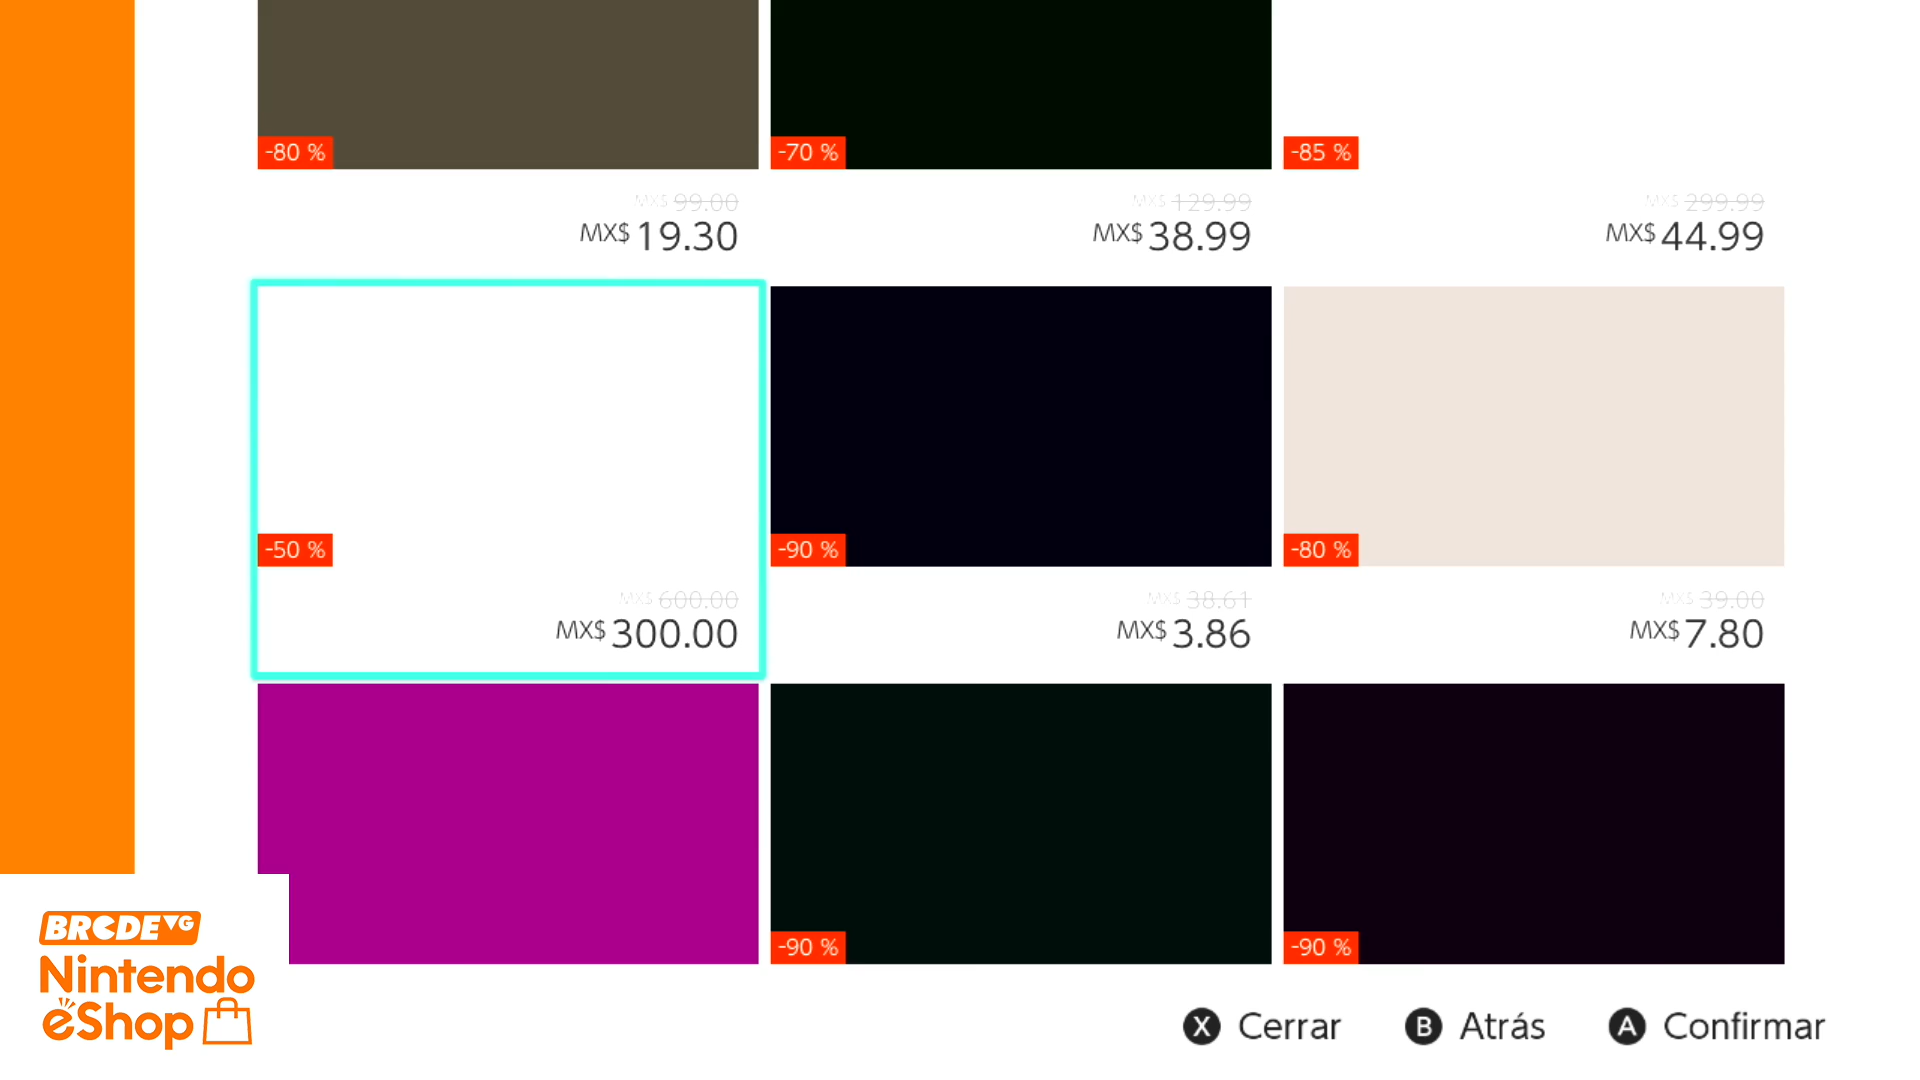 -80 %
-70 %
-85 %
MX$ 99.00
MX$ 19.30
MX$ 129.99
MX$ 38.99
MX$ 299.99
MX$ 44.99
-50 %
-90 %
-80 %
MX$ 600.00
MX$ 300.00
MX$ 38.61
MX$ 3.86
MX$ 39.00
MX$ 7.80
-90 %
-90 %
BRCDE VG
Nintendo
eShop
X Cerrar
B Atrás
A Confirmar